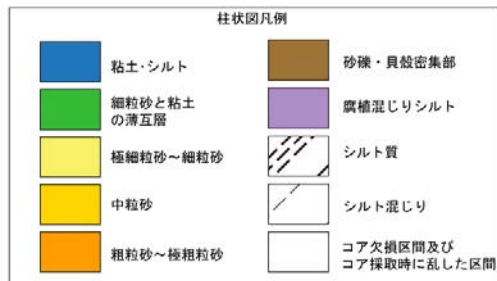 柱状図凡例
粘土･シルト
細粒砂と粘土
の薄互層
極細粒砂～細粒砂
中粒砂
粗粒砂～極粗粒砂
砂礫・貝殻密集部
腐植混じりシルト
シルト質
シルト混じり
コア欠損区間及び
コア採取時に乱した区間